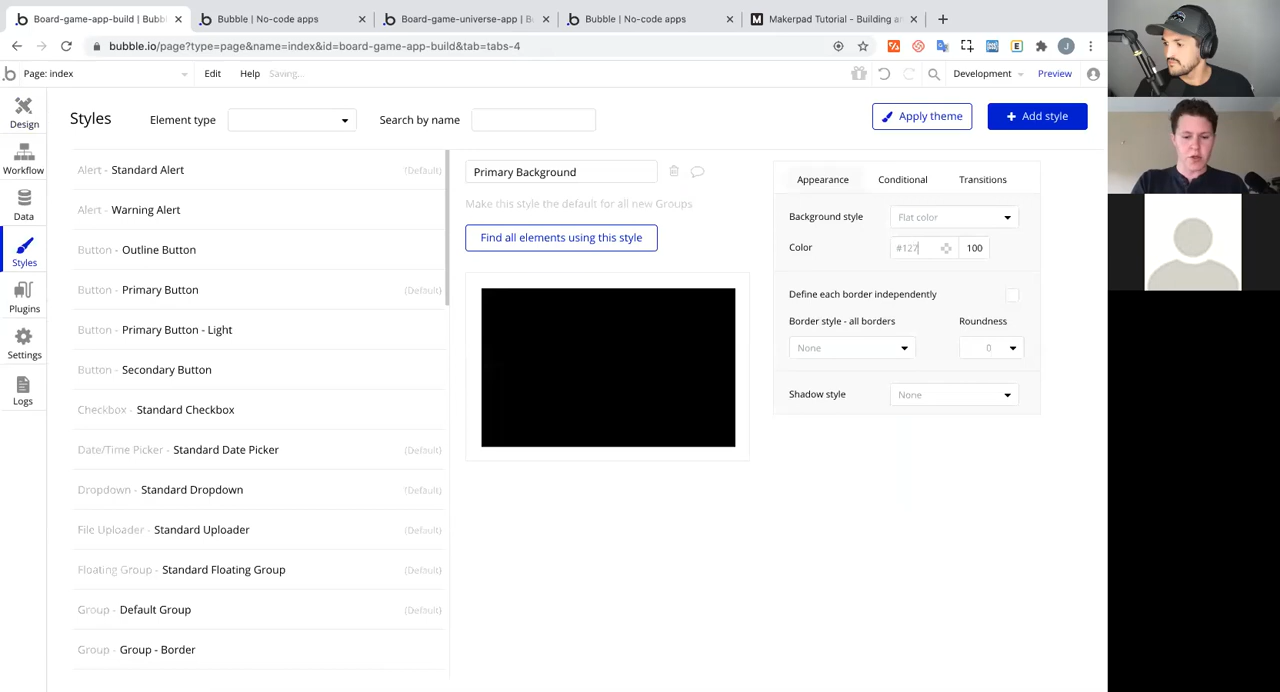 Board-game-app-build | Bubbl
Bubble | No-code apps
Board-game-universe-app | B
Bubble | No-code apps
Makerpad Tutorial - Building an
bubble.io/page?type=page&name=index&id=board-game-app-build&tab=tabs-4
Page: index
Edit
Help
Saving...
Development
Preview
Design
Workflow
Data
Styles
Plugins
Settings
Logs
Styles
Element type
Search by name
Apply theme
+ Add style
Alert - Standard Alert (Default)
Alert - Warning Alert
Button - Outline Button
Button - Primary Button (Default)
Button - Primary Button - Light
Button - Secondary Button
Checkbox - Standard Checkbox
Date/Time Picker - Standard Date Picker (Default)
Dropdown - Standard Dropdown (Default)
File Uploader - Standard Uploader (Default)
Floating Group - Standard Floating Group (Default)
Group - Default Group (Default)
Group - Group - Border
Primary Background
Make this style the default for all new Groups
Find all elements using this style
Appearance
Conditional
Transitions
Background style
Flat color
Color
#127
100
Define each border independently
Border style - all borders
Roundness
None
0
Shadow style
None